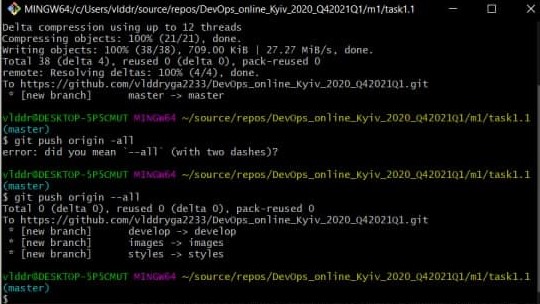 MINGW64:/c/Users/vlddr/source/repos/DevOps_online_Kyiv_2020_Q42021Q1/m1/task1.1
Delta compression using up to 12 threads
Compressing objects: 100% (21/21), done.
Writing objects: 100% (38/38), 709.00 KiB | 27.27 MiB/s, done.
Total 38 (delta 4), reused 0 (delta 0), pack-reused 0
remote: Resolving deltas: 100% (4/4), done.
To https://github.com/vlddryga2233/DevOps_online_Kyiv_2020_Q42021Q1.git
 * [new branch]      master -> master
vlddr@DESKTOP-5P5CMUT MINGW64 ~/source/repos/DevOps_online_Kyiv_2020_Q42021Q1/m1/task1.1
(master)
$ git push origin -all
error: did you mean `--all` (with two dashes)?
vlddr@DESKTOP-5P5CMUT MINGW64 ~/source/repos/DevOps_online_Kyiv_2020_Q42021Q1/m1/task1.1
(master)
$ git push origin --all
Total 0 (delta 0), reused 0 (delta 0), pack-reused 0
To https://github.com/vlddryga2233/DevOps_online_Kyiv_2020_Q42021Q1.git
 * [new branch]      develop -> develop
 * [new branch]      images -> images
 * [new branch]      styles -> styles
vlddr@DESKTOP-5P5CMUT MINGW64 ~/source/repos/DevOps_online_Kyiv_2020_Q42021Q1/m1/task1.1
(master)
$